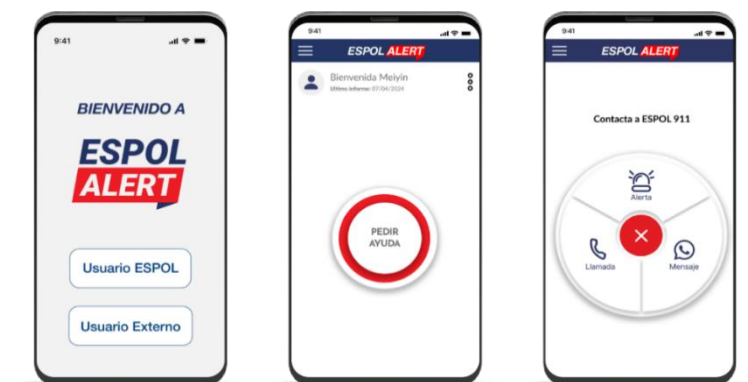 9:41
BIENVENIDO A
ESPOL
ALERT
Usuario ESPOL
Usuario Externo
9:41
ESPOL ALERT
Bienvenida Meiyin
Ultimo informe: 07/04/2024
PEDIR
AYUDA
9:41
ESPOL ALERT
Contacta a ESPOL 911
Alerta
Llamada
Mensaje